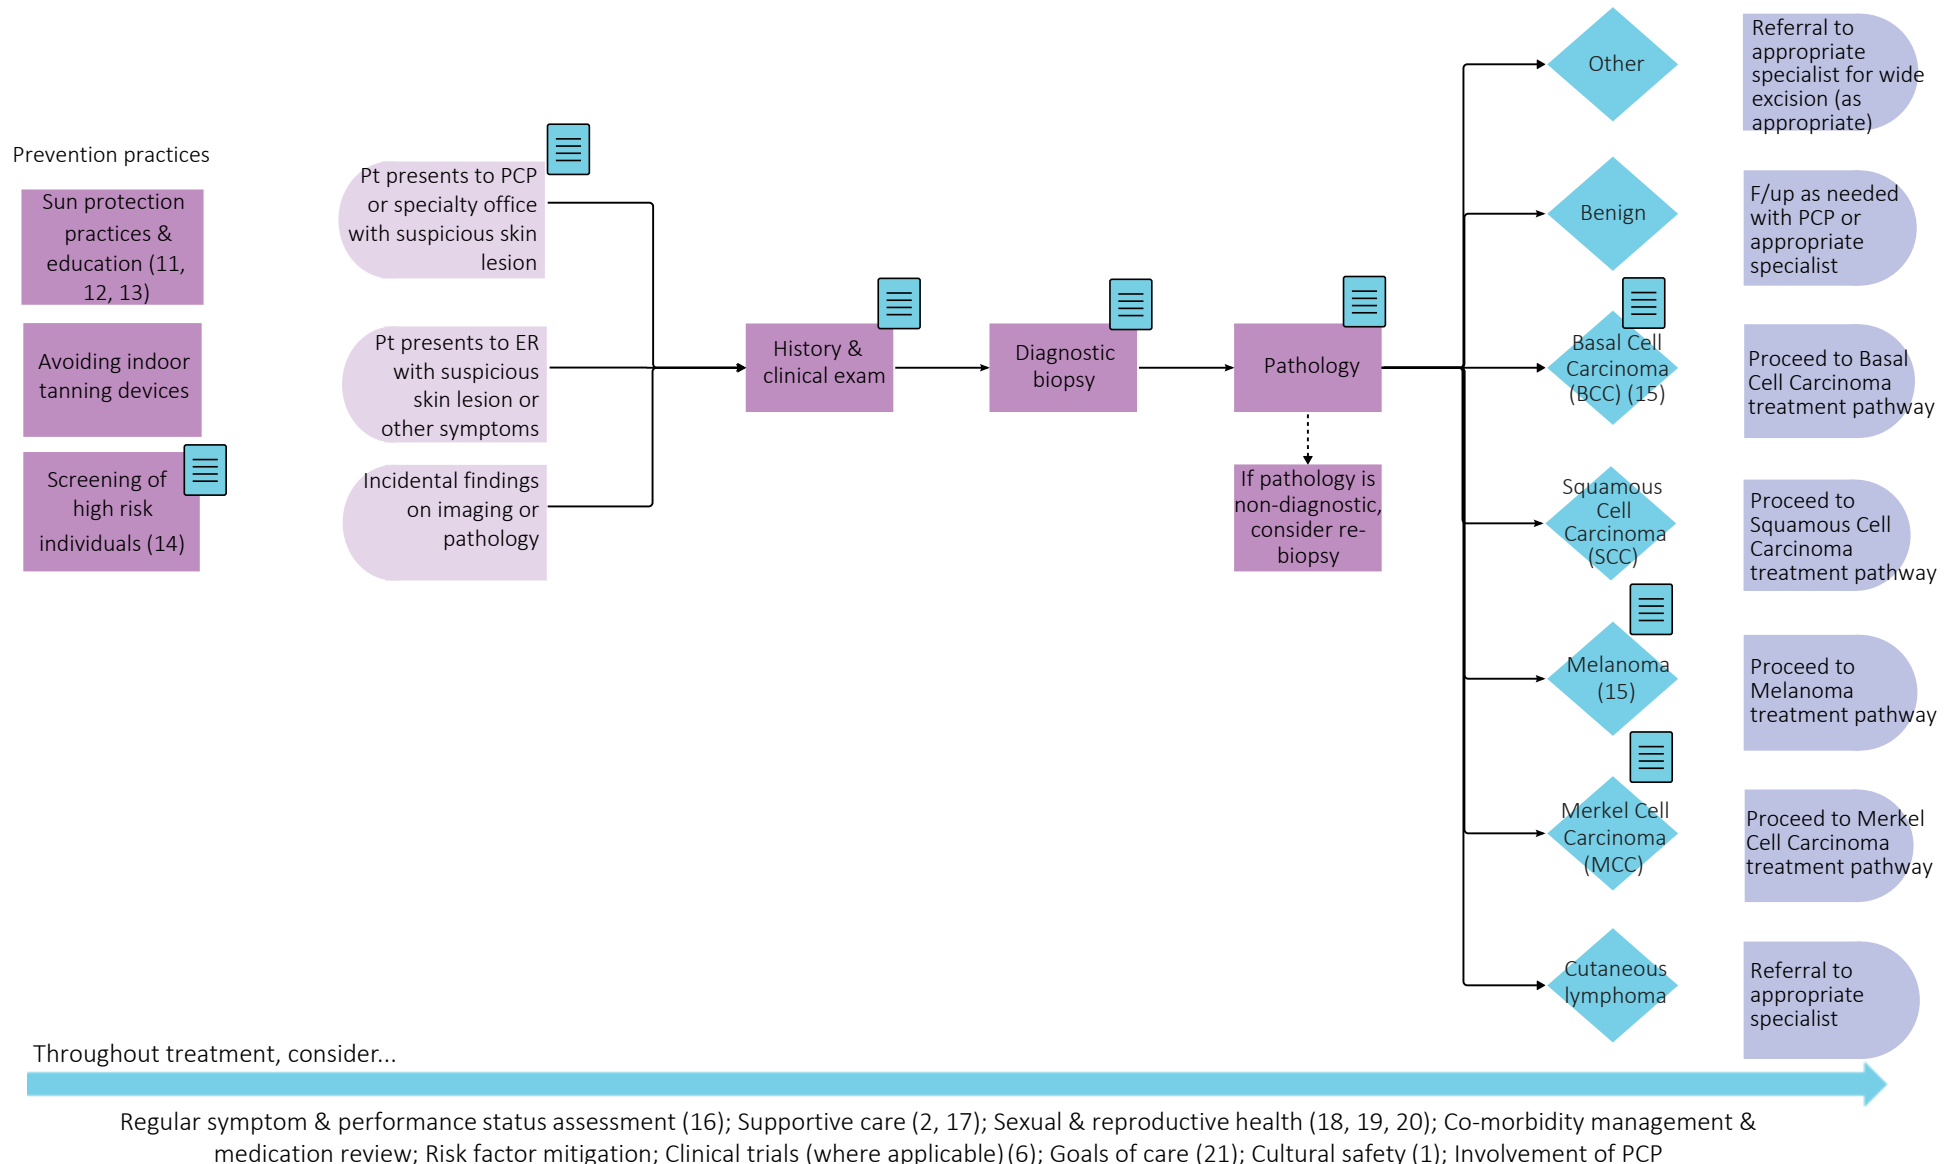 Prevention practices
Sun protection
practices &
education (11,
12, 13)
Avoiding indoor
tanning devices
Screening of
high risk
individuals (14)
Pt presents to PCP
or specialty office
with suspicious skin
lesion
Pt presents to ER
with suspicious
skin lesion or
other symptoms
Incidental findings
on imaging or
pathology
History &
clinical exam
Diagnostic
biopsy
Pathology
If pathology is
non-diagnostic,
consider re-
biopsy
Other
Referral to
appropriate
specialist for wide
excision (as
appropriate)
Benign
F/up as needed
with PCP or
appropriate
specialist
Basal Cell
Carcinoma
(BCC) (15)
Proceed to Basal
Cell Carcinoma
treatment pathway
Squamous
Cell
Carcinoma
(SCC)
Proceed to
Squamous Cell
Carcinoma
treatment pathway
Melanoma
(15)
Proceed to
Melanoma
treatment pathway
Merkel Cell
Carcinoma
(MCC)
Proceed to Merkel
Cell Carcinoma
treatment pathway
Cutaneous
lymphoma
Referral to
appropriate
specialist
Throughout treatment, consider...
Regular symptom & performance status assessment (16); Supportive care (2, 17); Sexual & reproductive health (18, 19, 20); Co-morbidity management &
medication review; Risk factor mitigation; Clinical trials (where applicable) (6); Goals of care (21); Cultural safety (1); Involvement of PCP